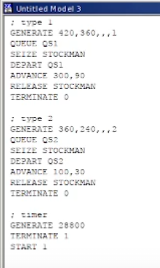 Untitled Model 3
; type 1
GENERATE 420,360,,,1
QUEUE QS1
SEIZE STOCKMAN
DEPART QS1
ADVANCE 300,90
RELEASE STOCKMAN
TERMINATE 0
; type 2
GENERATE 360,240,,,2
QUEUE QS2
SEIZE STOCKMAN
DEPART QS2
ADVANCE 100,30
RELEASE STOCKMAN
TERMINATE 0
; timer
GENERATE 28800
TERMINATE 1
START 1